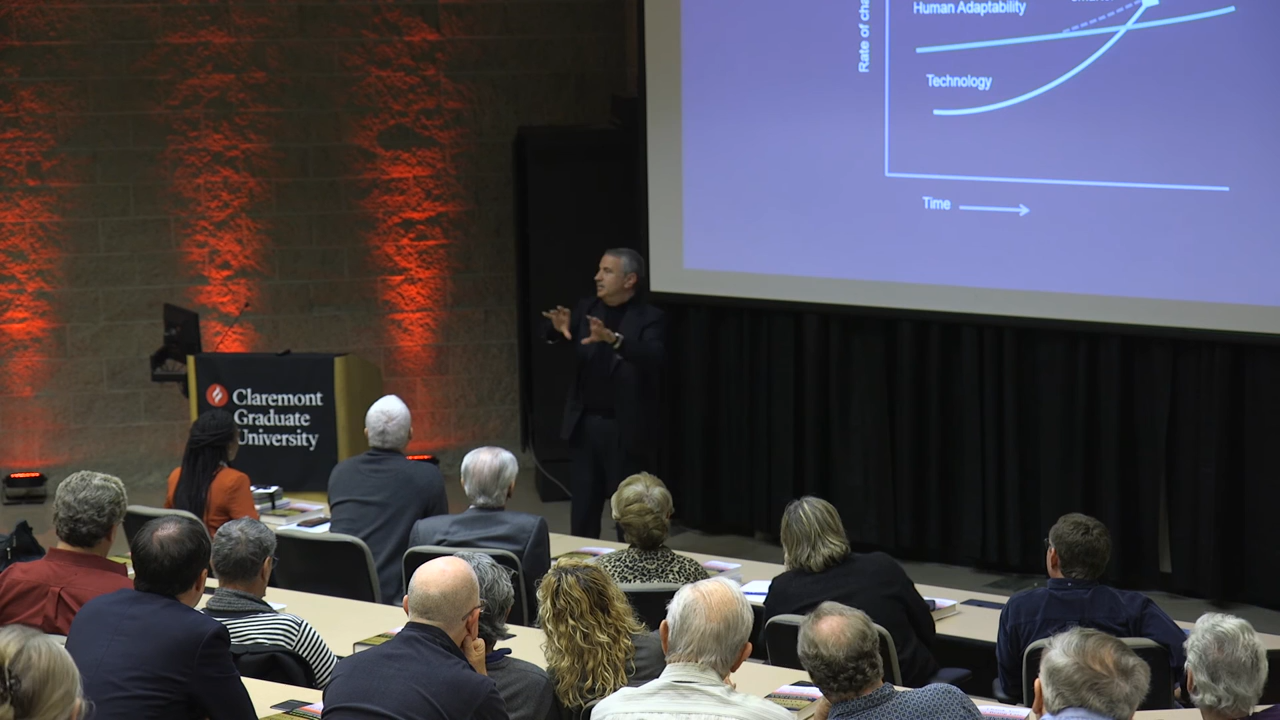 Human Adaptability
Rate of cha
Technology
Time
Claremont
Graduate
University